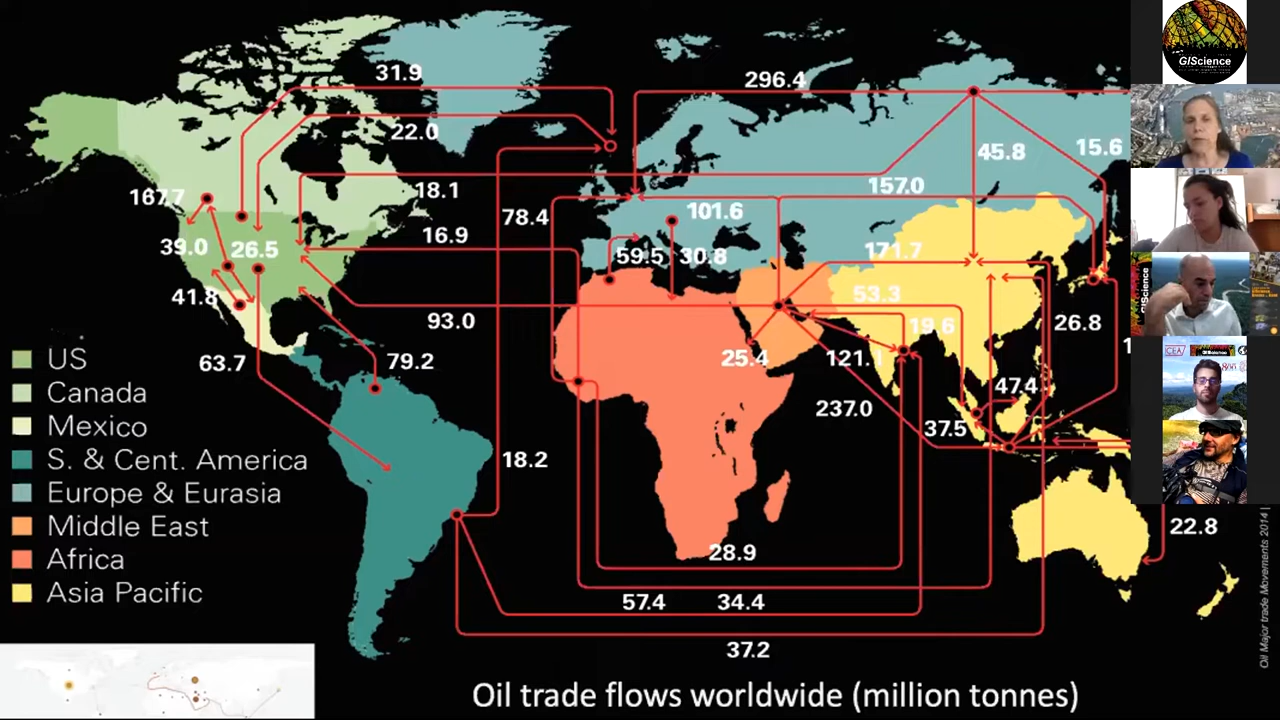 31.9
296.4
GIScience
22.0
45.8
15.6
167.7
18.1
157.0
78.4
101.6
16.9
39.0
26.5
59.5
30.8
171.7
GIScience
41.8
53.3
93.0
19.6
26.8
63.7
79.2
25.4
121.1
1
US
Canada
Mexico
S. & Cent. America
Europe & Eurasia
Middle East
Africa
Asia Pacific
47.4
237.0
37.5
CEA
18.2
22.8
28.9
57.4
34.4
37.2
Oil Major trade Movements 2014 |
Oil trade flows worldwide (million tonnes)